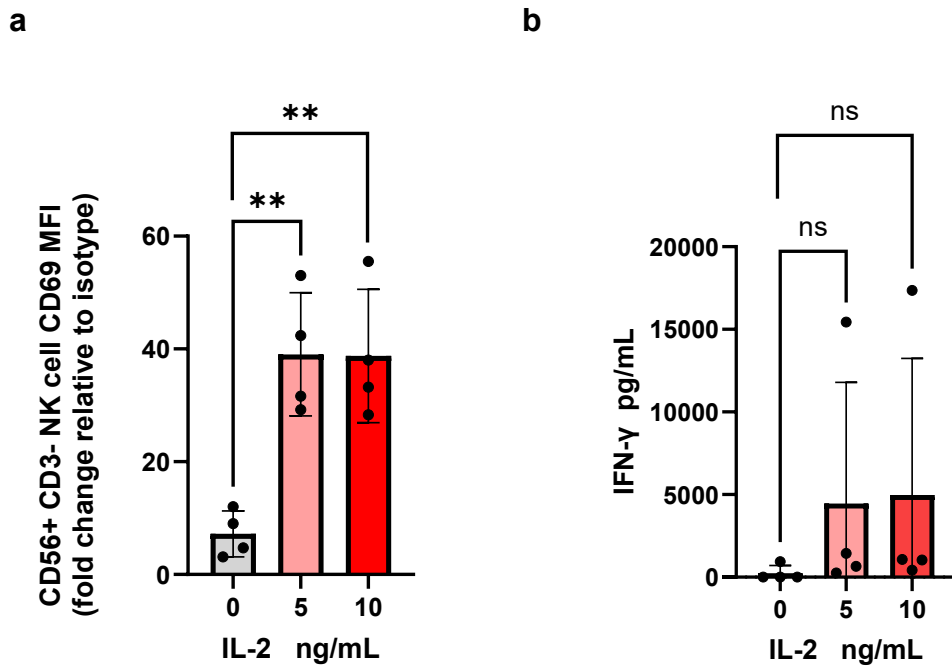 a
b
**
**
CD56+ CD3- NK cell CD69 MFI
(fold change relative to isotype)
60
40
20
0
0 5 10
IL-2 ng/mL
ns
ns
IFN-γ pg/mL
20000
15000
10000
5000
0
0 5 10
IL-2 ng/mL